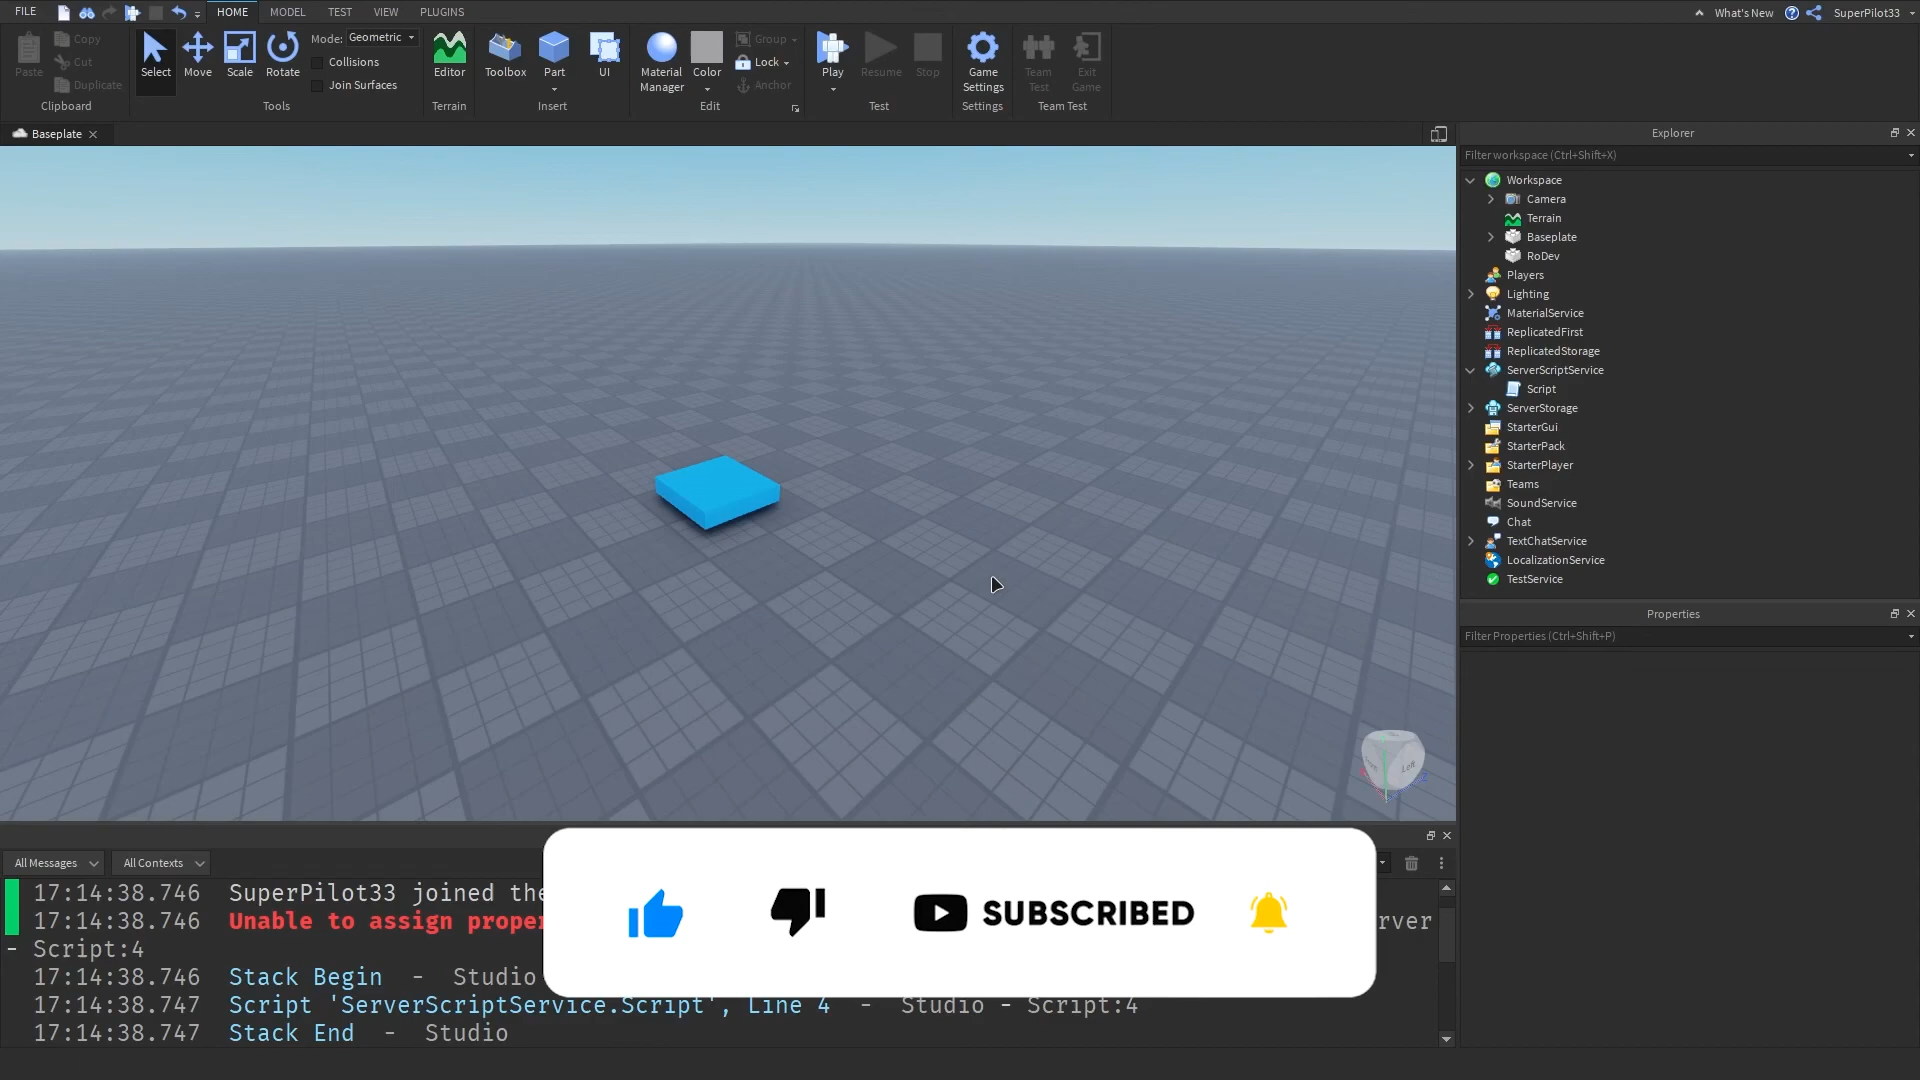 FILE HOME MODEL TEST VIEW PLUGINS What's New SuperPilot33
Paste Copy Cut Duplicate Clipboard
Select Move Scale Rotate Mode: Geometric Collisions Join Surfaces Tools
Editor Terrain
Toolbox Part UI Insert
Material Manager Color Group Lock Anchor Edit
Play Resume Stop Test
Game Settings Settings
Team Test Exit Game Team Test
Baseplate
Explorer
Filter workspace (Ctrl+Shift+X)
Workspace
Camera
Terrain
Baseplate
RoDev
Players
Lighting
MaterialService
ReplicatedFirst
ReplicatedStorage
ServerScriptService
Script
ServerStorage
StarterGui
StarterPack
StarterPlayer
Teams
SoundService
Chat
TextChatService
LocalizationService
TestService
Properties
Filter Properties (Ctrl+Shift+P)
Left
All Messages All Contexts
17:14:38.746 SuperPilot33 joined the
17:14:38.746 Unable to assign proper rver
- Script:4
17:14:38.746 Stack Begin - Studio
17:14:38.747 Script 'ServerScriptService.Script', Line 4 - Studio - Script:4
17:14:38.747 Stack End - Studio
SUBSCRIBED